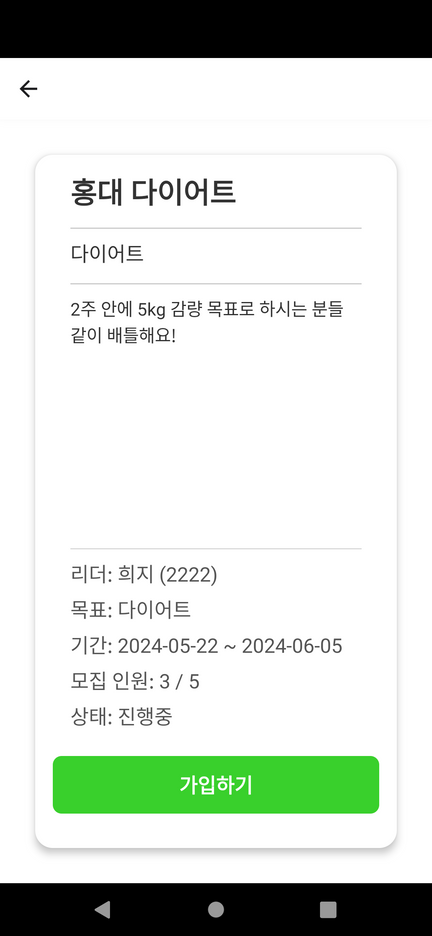 홍대 다이어트
다이어트
2주 안에 5kg 감량 목표로 하시는 분들
같이 배틀해요!
리더: 희지 (2222)
목표: 다이어트
기간: 2024-05-22 ~ 2024-06-05
모집 인원: 3 / 5
상태: 진행중
가입하기